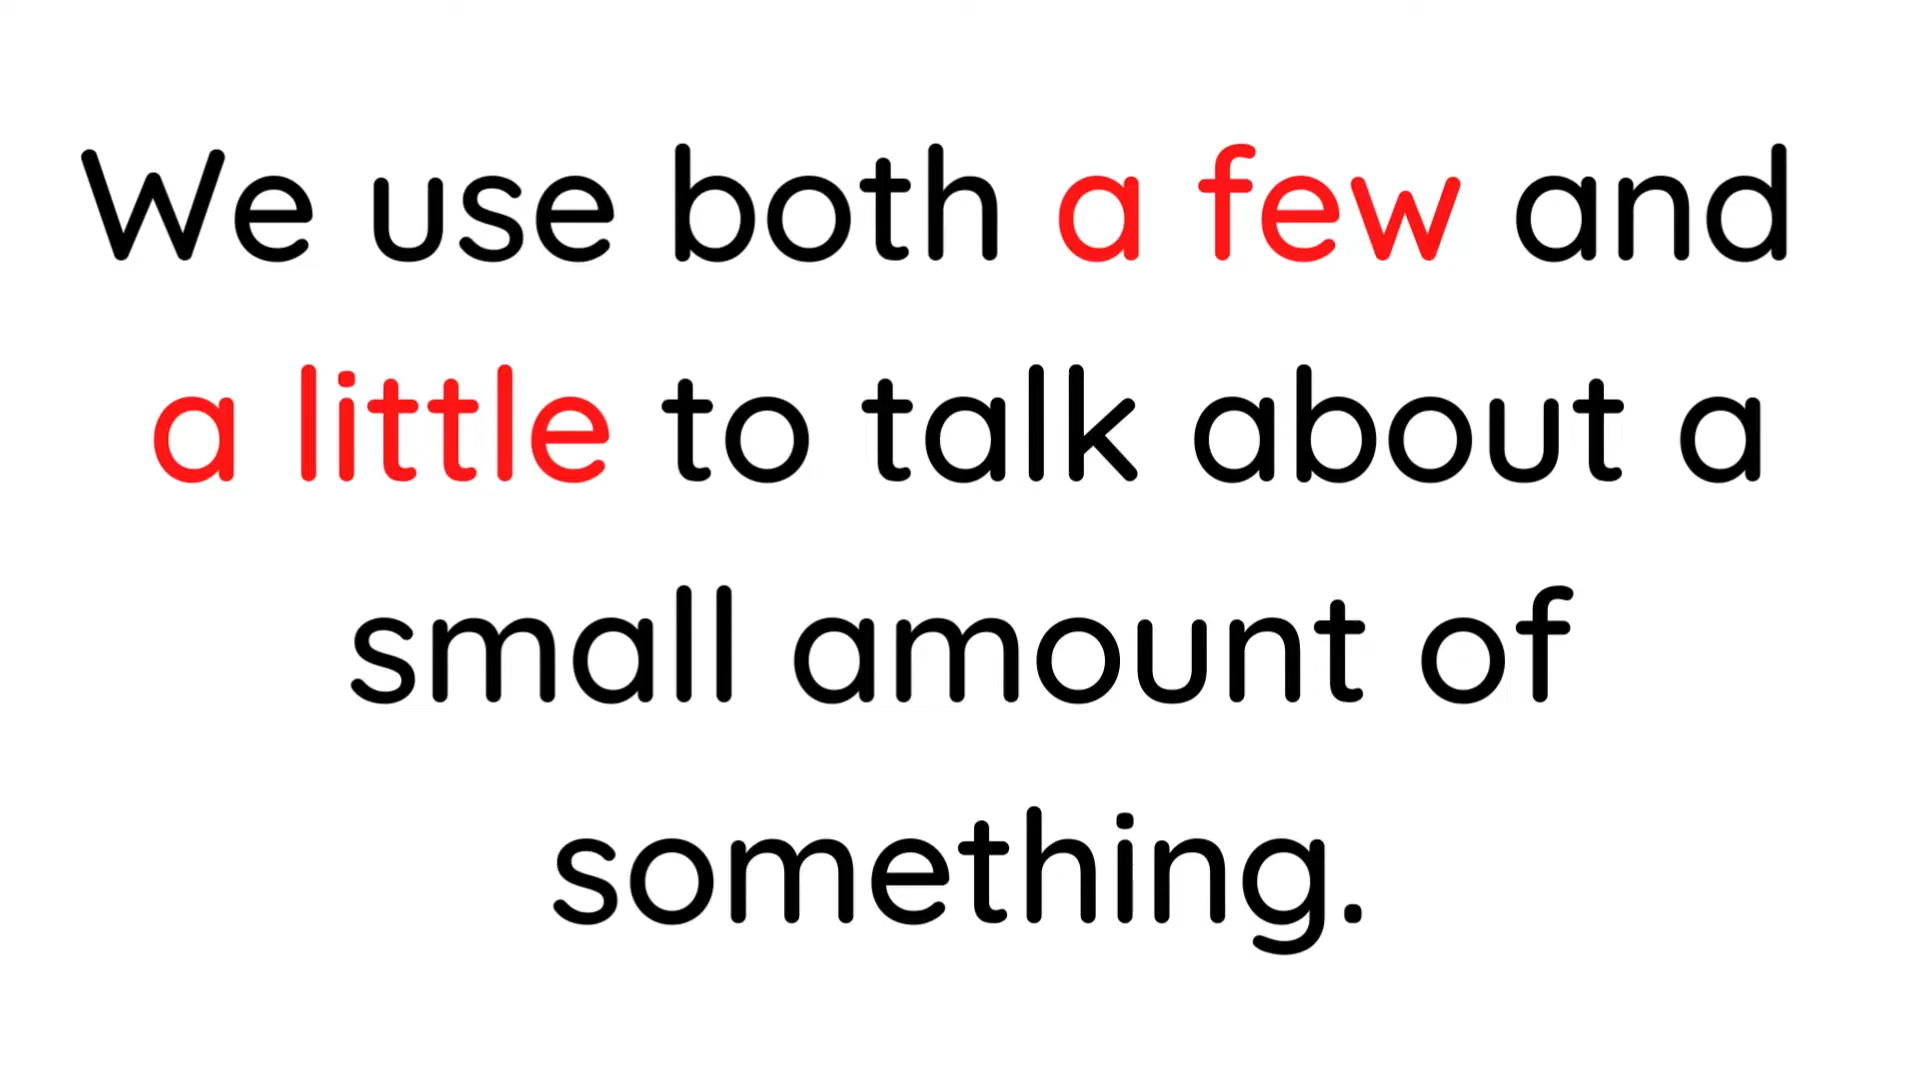 We use both a few and
a little to talk about a
small amount of
something.